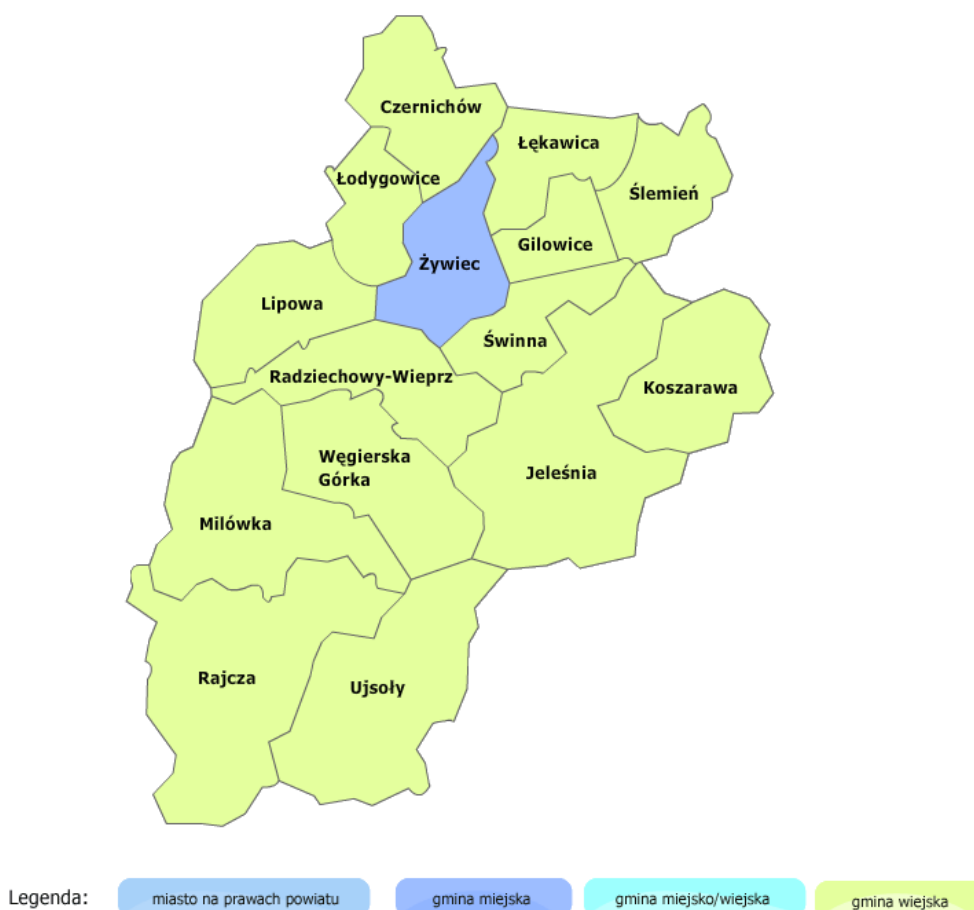 Czernichów
Łękawica
Łodygowice
Ślemień
Gilowice
Żywiec
Lipowa
Świnna
Radziechowy-Wieprz
Koszarawa
Węgierska
Górka
Jeleśnia
Milówka
Rajcza
Ujsoły
Legenda:
miasto na prawach powiatu
gmina miejska
gmina miejsko/wiejska
gmina wiejska